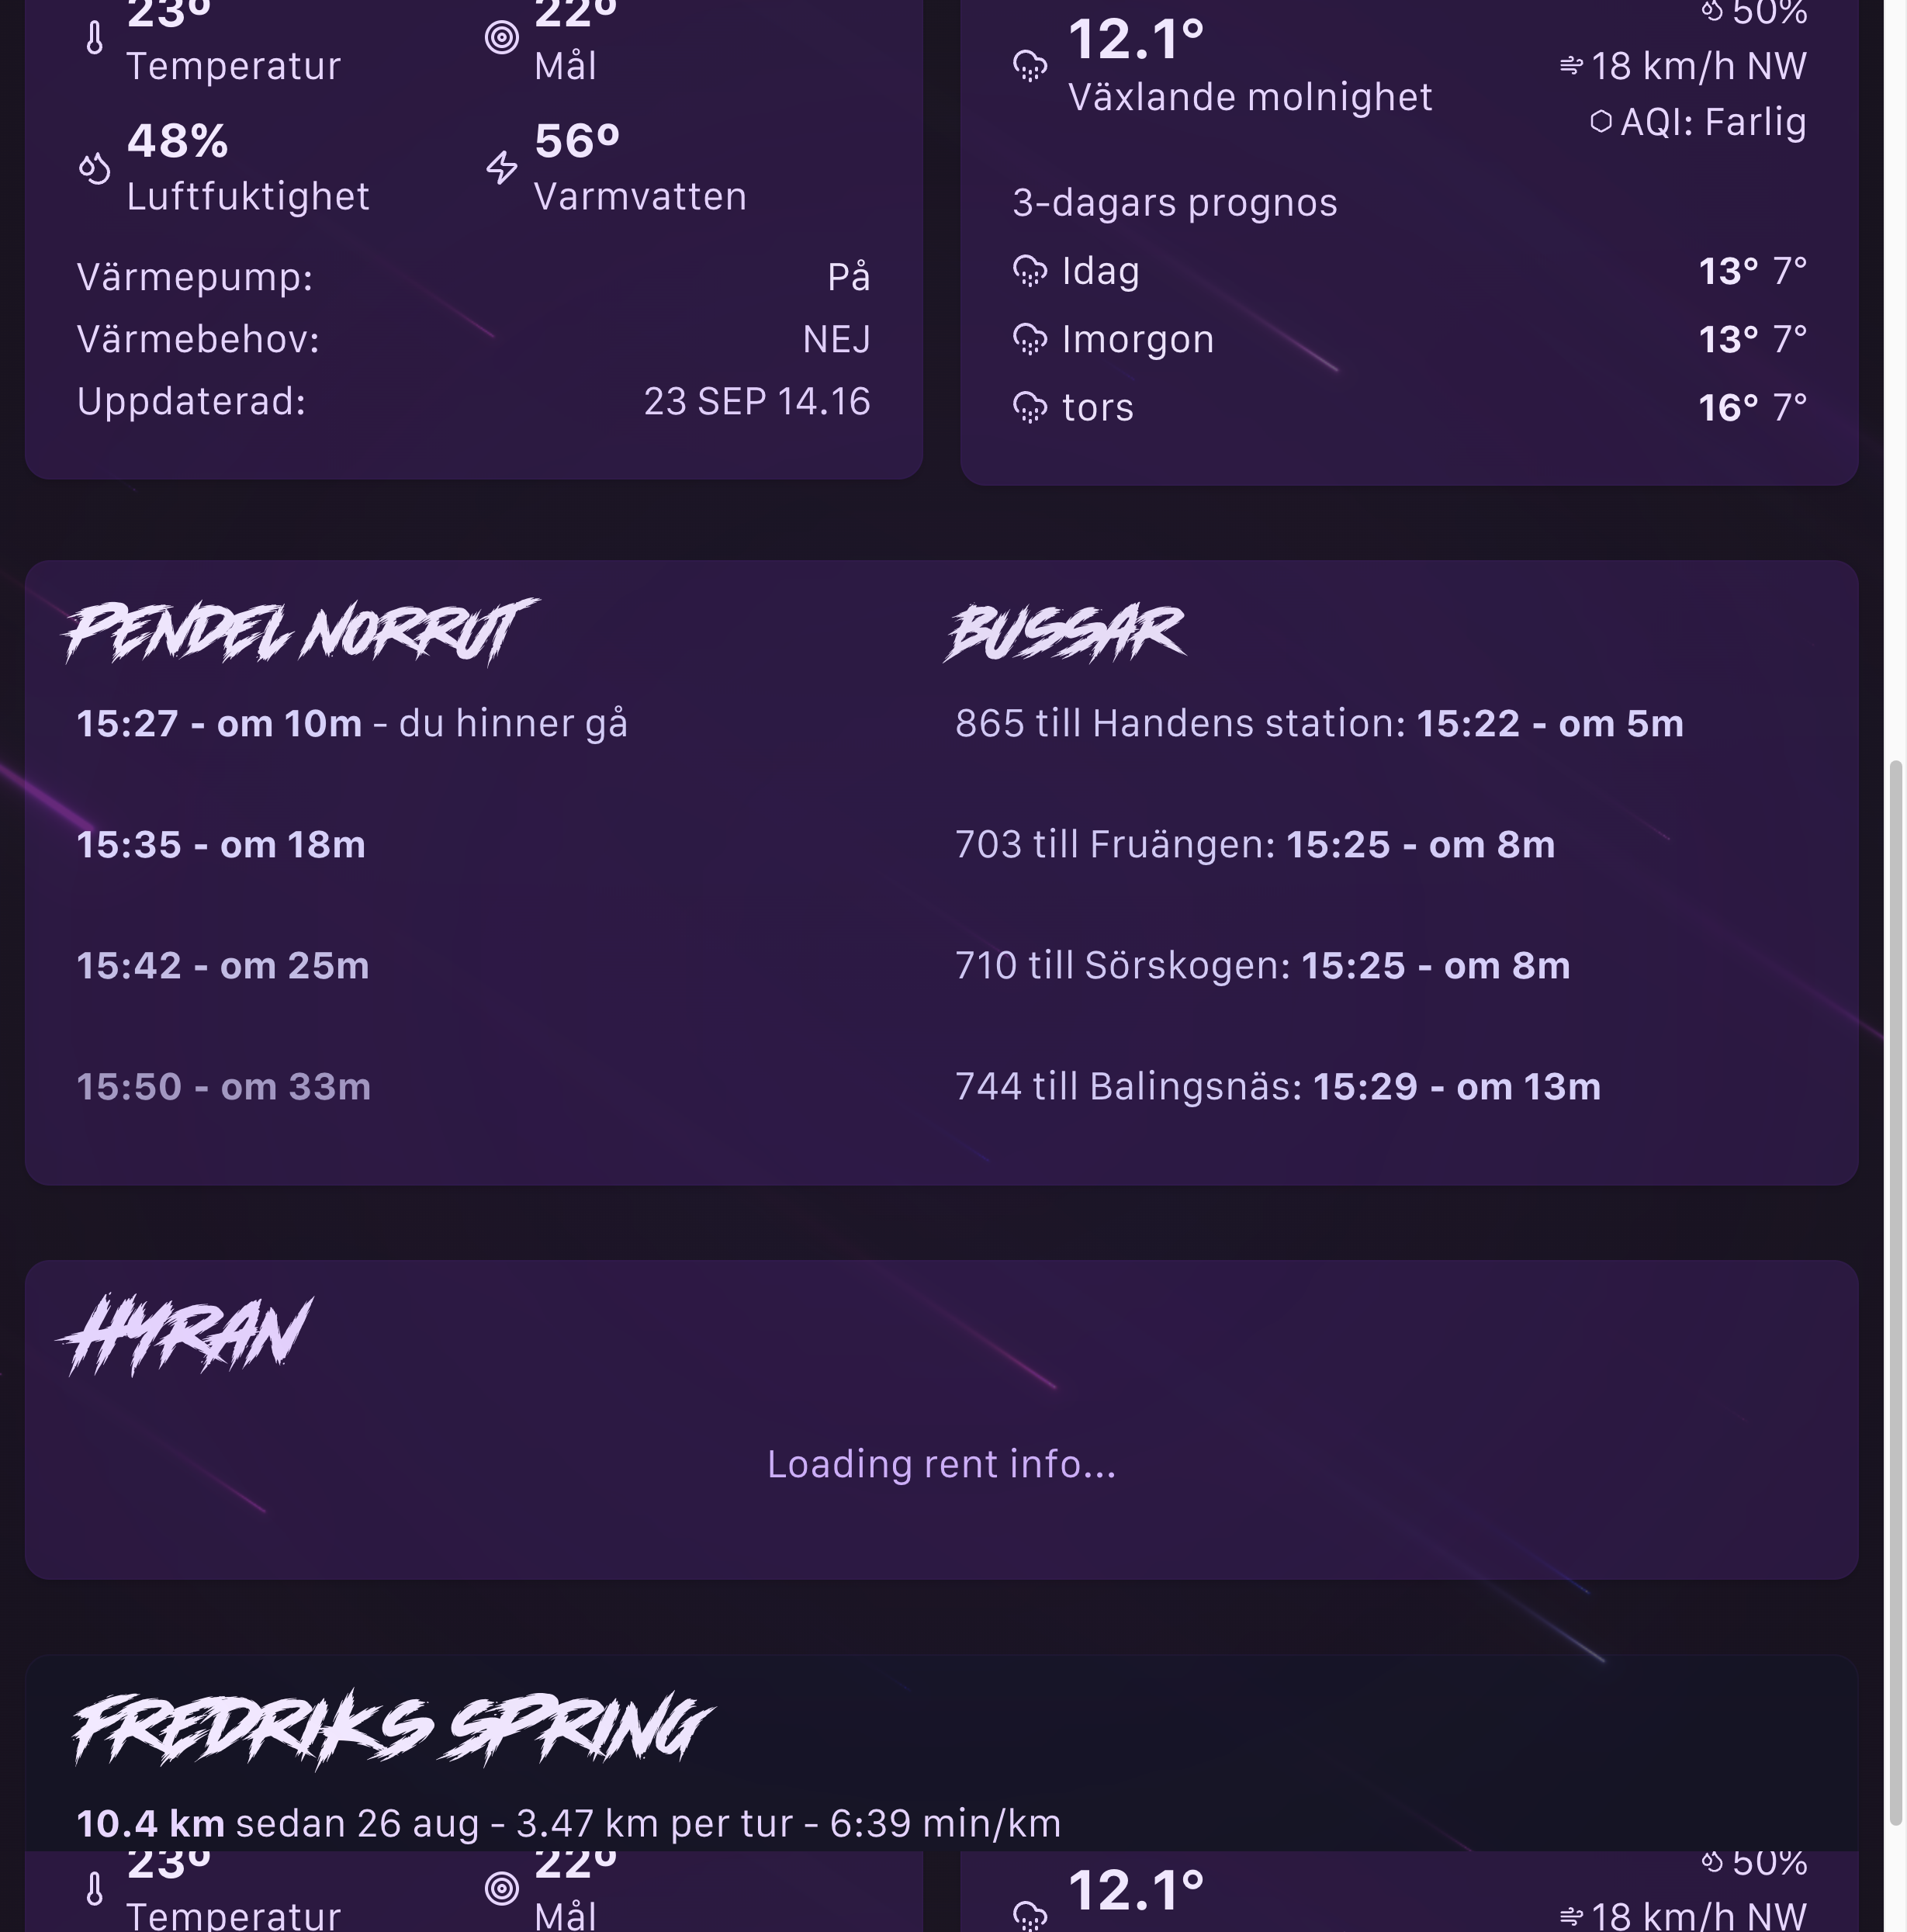 23º
Temperatur
22º
Mål
48%
Luftfuktighet
56º
Varmvatten
Värmepump: På
Värmebehov: NEJ
Uppdaterad: 23 SEP 14.16
12.1°
Växlande molnighet
50%
18 km/h NW
AQI: Farlig
3-dagars prognos
Idag 13° 7°
Imorgon 13° 7°
tors 16° 7°
PENDEL NORRUT
15:27 - om 10m - du hinner gå
15:35 - om 18m
15:42 - om 25m
15:50 - om 33m
BUSSAR
865 till Handens station: 15:22 - om 5m
703 till Fruängen: 15:25 - om 8m
710 till Sörskogen: 15:25 - om 8m
744 till Balingsnäs: 15:29 - om 13m
HYRAN
Loading rent info...
FREDRIKS SPRING
10.4 km sedan 26 aug - 3.47 km per tur - 6:39 min/km
23º
Temperatur
22º
Mål
12.1°
50%
18 km/h NW